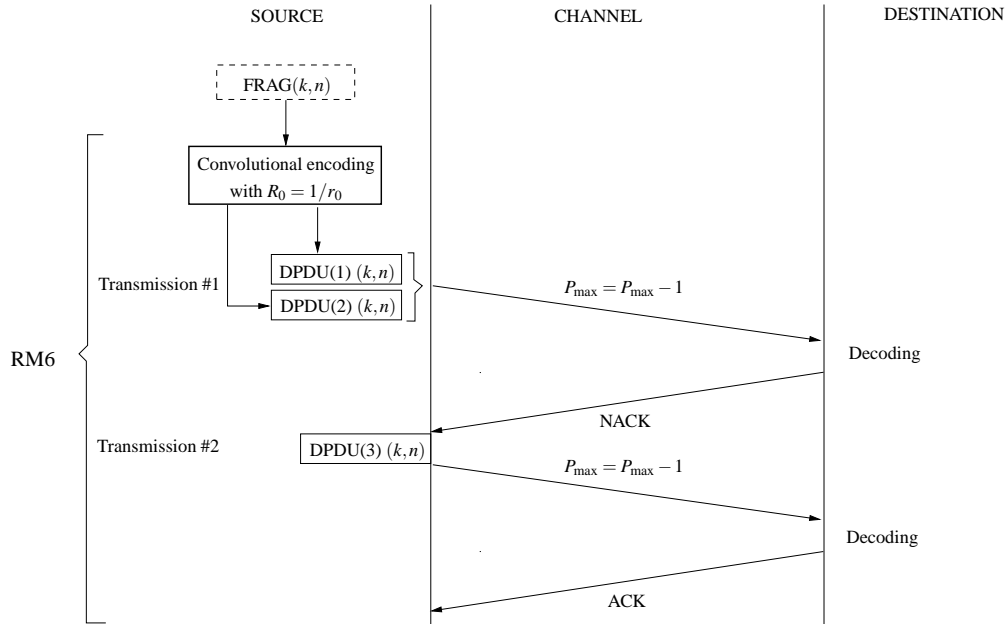 SOURCE
CHANNEL
DESTINATION
FRAG(k,n)
Convolutional encoding
with R₀ = 1/r₀
Transmission #1
DPDU(1) (k,n)
DPDU(2) (k,n)
P_max = P_max − 1
Decoding
RM6
NACK
Transmission #2
DPDU(3) (k,n)
P_max = P_max − 1
Decoding
ACK